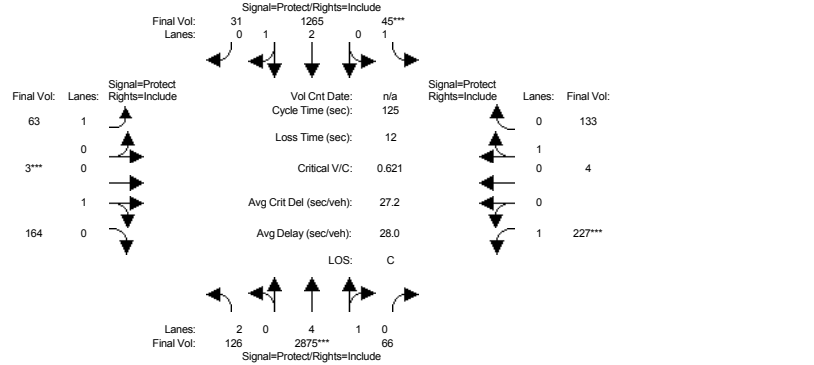 Signal=Protect/Rights=Include
Final Vol: 31 1265 45***
Lanes: 0 1 2 0 1
Signal=Protect Signal=Protect
Final Vol: Lanes: Rights=Include Vol Cnt Date: n/a Rights=Include Lanes: Final Vol:
Cycle Time (sec): 125
63 1 0 133
Loss Time (sec): 12
0 1
3*** 0 Critical V/C: 0.621 0 4
1 Avg Crit Del (sec/veh): 27.2 0
164 0 Avg Delay (sec/veh): 28.0 1 227***
LOS: C
Lanes: 2 0 4 1 0
Final Vol: 126 2875*** 66
Signal=Protect/Rights=Include